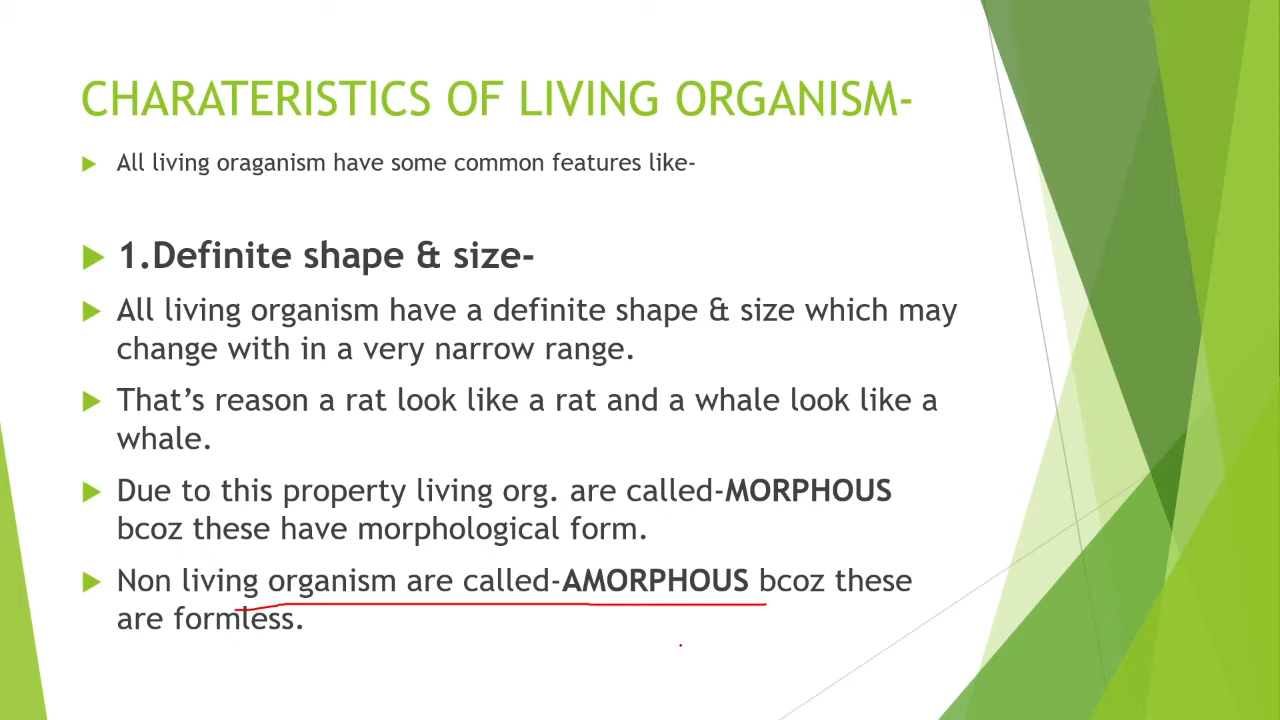 CHARATERISTICS OF LIVING ORGANISM-
All living oraganism have some common features like-
1.Definite shape & size-
All living organism have a definite shape & size which may
change with in a very narrow range.
That’s reason a rat look like a rat and a whale look like a
whale.
Due to this property living org. are called-MORPHOUS
bcoz these have morphological form.
Non living organism are called-AMORPHOUS bcoz these
are formless.